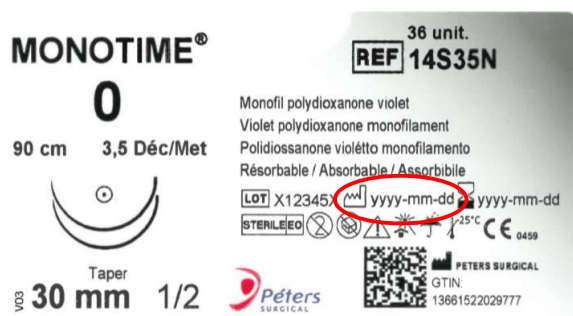 MONOTIME®
0
90 cm 3,5 Déc/Met
Taper
V03 30 mm 1/2
36 unit.
REF 14S35N
Monofil polydioxanone violet
Violet polydioxanone monofilament
Polidiossanone violétto monofilamento
Résorbable / Absorbable / Assorbibile
LOT X12345X yyyy-mm-dd yyyy-mm-dd
STERILE EO 2 25°C CE 0459
Péters
SURGICAL
PETERS SURGICAL
GTIN:
13661522029777